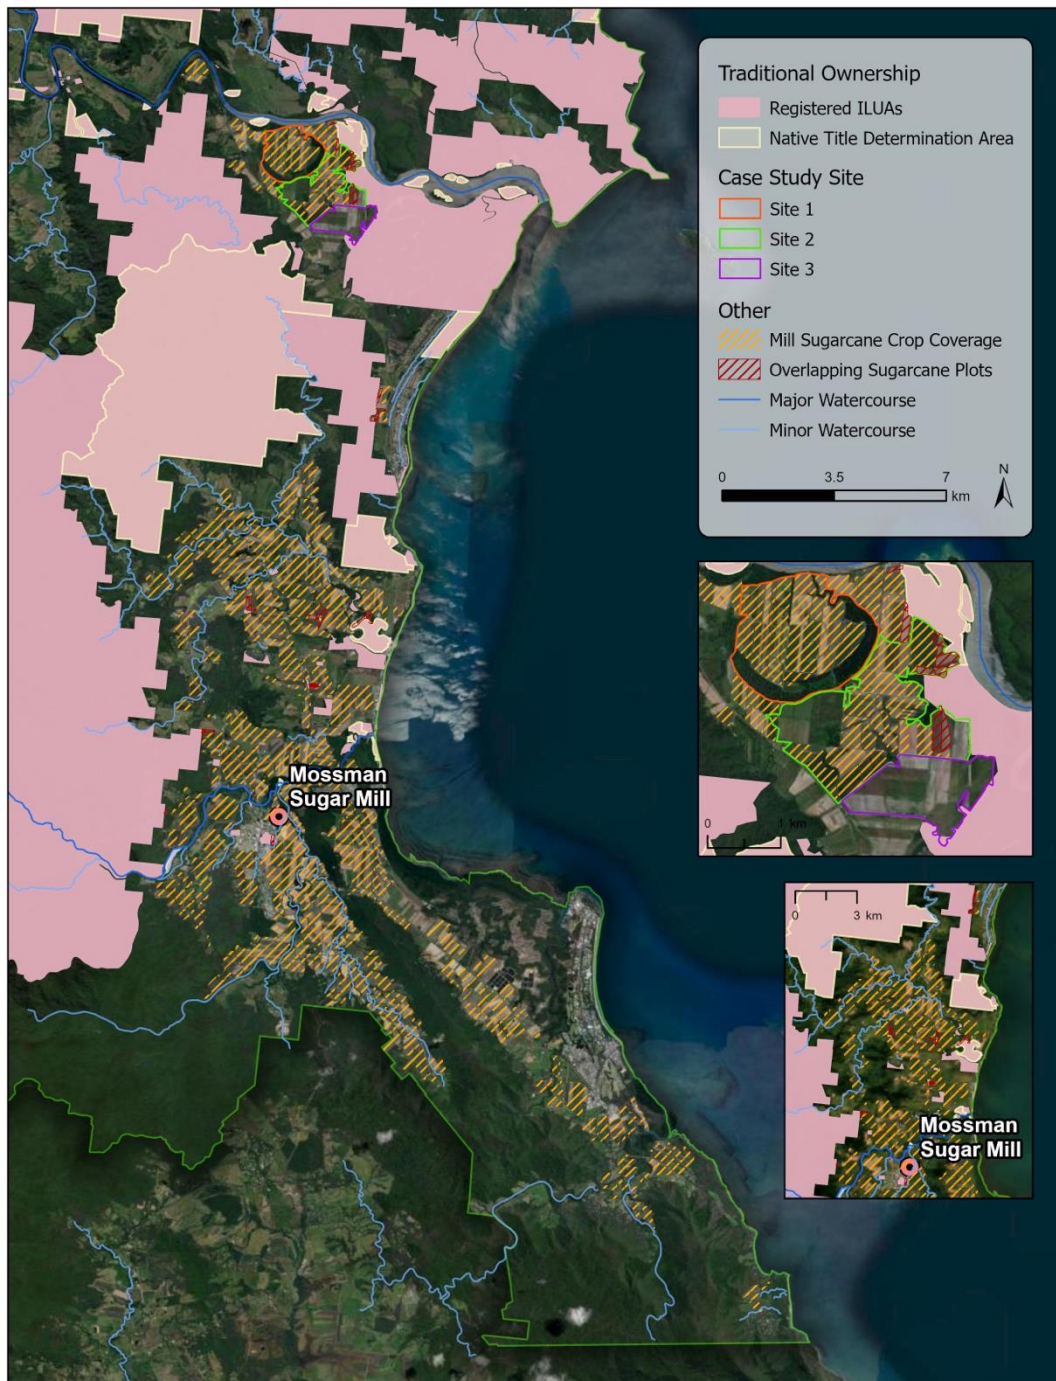 Traditional Ownership
Registered ILUAs
Native Title Determination Area
Case Study Site
Site 1
Site 2
Site 3
Other
Mill Sugarcane Crop Coverage
Overlapping Sugarcane Plots
Major Watercourse
Minor Watercourse
0 3.5 7
km
N
0 1 km
Mossman
Sugar Mill
0 3 km
Mossman
Sugar Mill